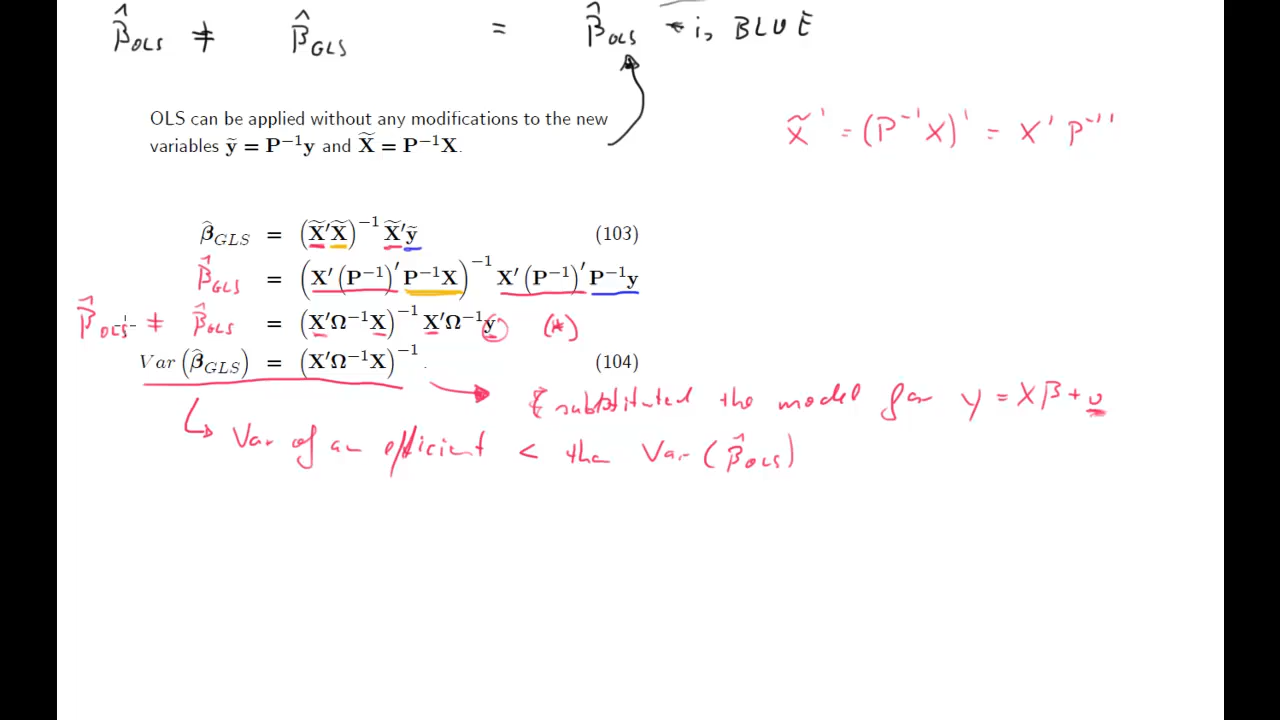 β̂OLS ≠ β̂GLS = β̂OLS ← is BLUE
OLS can be applied without any modifications to the new
variables ỹ = P⁻¹y and X̃ = P⁻¹X.
X̃' = (P⁻¹X)' = X'P⁻¹'
β̂GLS = (X̃'X̃)⁻¹ X̃'ỹ (103)
β̂GLS = (X'(P⁻¹)'P⁻¹X)⁻¹ X'(P⁻¹)'P⁻¹y
β̂OLS ≠ β̂GLS = (X'Ω⁻¹X)⁻¹ X'Ω⁻¹y (*)
Var(β̂GLS) = (X'Ω⁻¹X)⁻¹. (104)
substituted the model for y = Xβ + u
Var of an efficient < the Var(β̂OLS)